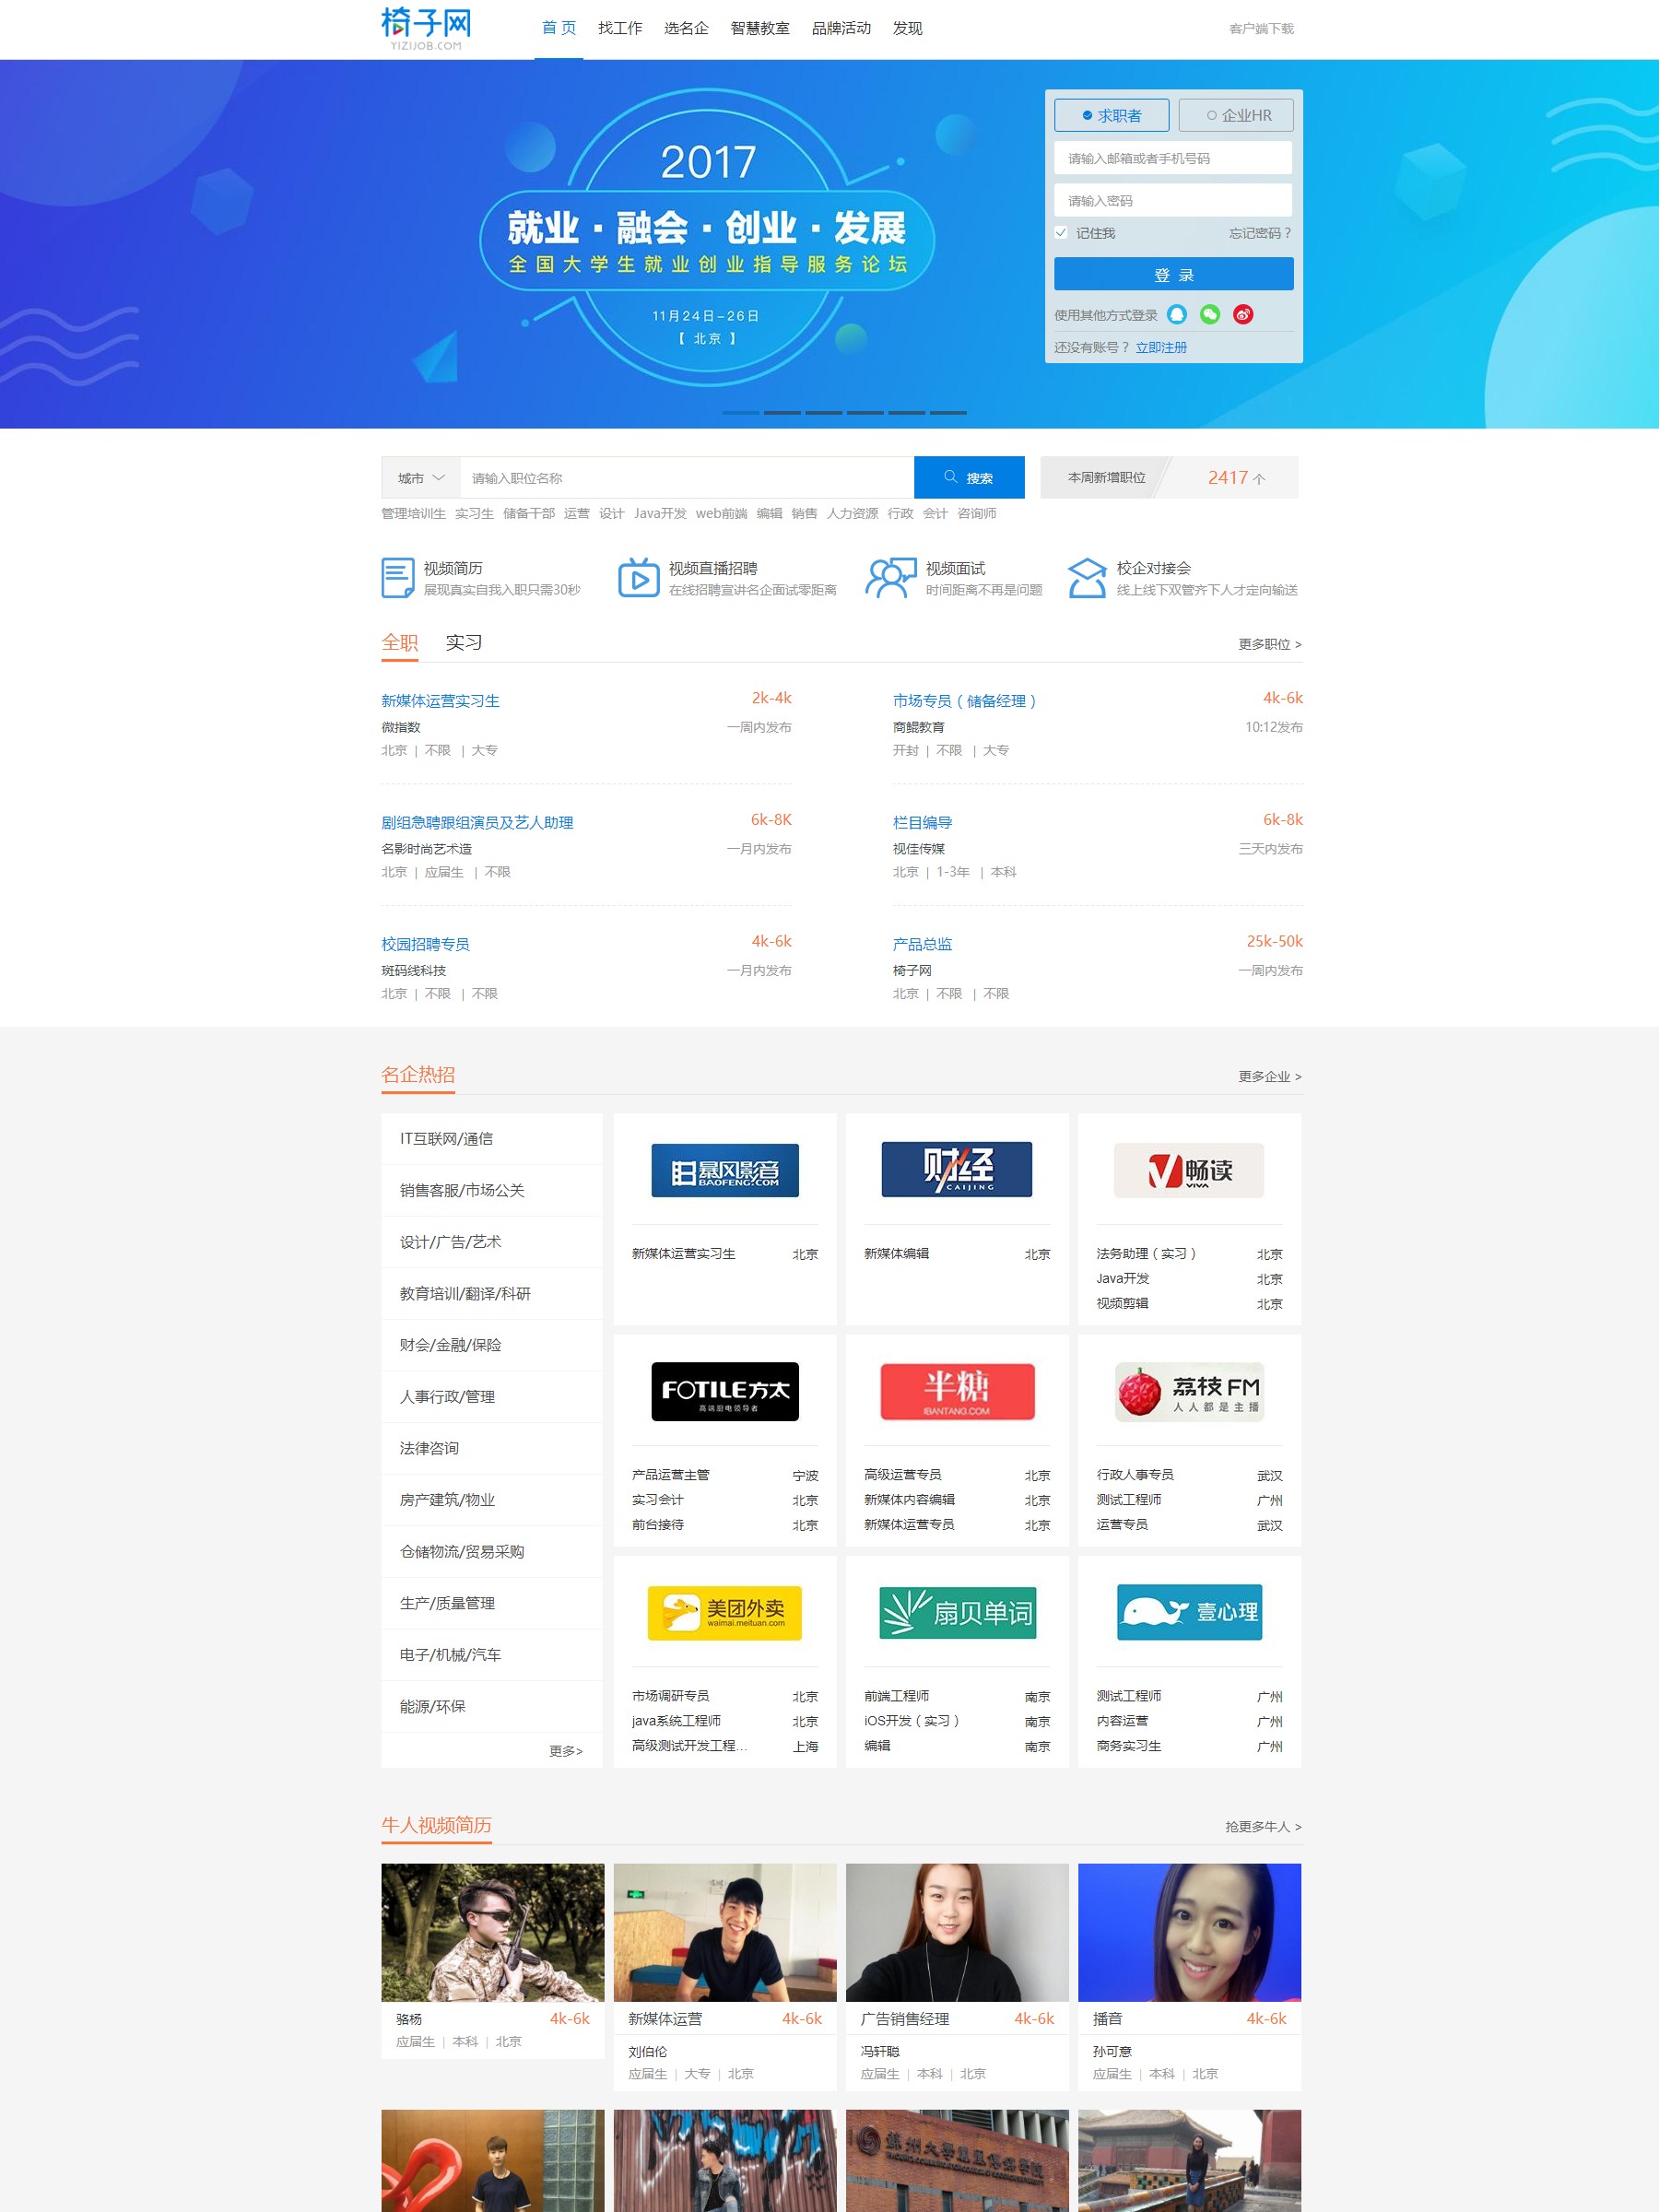 椅子网
YIZIJOB.COM
首 页 找工作 选名企 智慧教室 品牌活动 发现 客户端下载
2017
就业·融会·创业·发展
全国大学生就业创业指导服务论坛
11月24日-26日
【 北京 】
求职者 企业HR
请输入邮箱或者手机号码
请输入密码
记住我 忘记密码？
登 录
使用其他方式登录
还没有账号？ 立即注册
城市 请输入职位名称 搜索 本周新增职位 2417 个
管理培训生 实习生 储备干部 运营 设计 Java开发 web前端 编辑 销售 人力资源 行政 会计 咨询师
视频简历
展现真实自我入职只需30秒
视频直播招聘
在线招聘宣讲名企面试零距离
视频面试
时间距离不再是问题
校企对接会
线上线下双管齐下人才定向输送
全职 实习 更多职位 >
新媒体运营实习生 2k-4k
微指数 一周内发布
北京 | 不限 | 大专
市场专员（储备经理） 4k-6k
商鲲教育 10:12发布
开封 | 不限 | 大专
剧组急聘跟组演员及艺人助理 6k-8K
名影时尚艺术造 一月内发布
北京 | 应届生 | 不限
栏目编导 6k-8k
视佳传媒 三天内发布
北京 | 1-3年 | 本科
校园招聘专员 4k-6k
斑码线科技 一月内发布
北京 | 不限 | 不限
产品总监 25k-50k
椅子网 一周内发布
北京 | 不限 | 不限
名企热招 更多企业 >
IT互联网/通信
销售客服/市场公关
设计/广告/艺术
教育培训/翻译/科研
财会/金融/保险
人事行政/管理
法律咨询
房产建筑/物业
仓储物流/贸易采购
生产/质量管理
电子/机械/汽车
能源/环保
更多>
暴风影音
BAOFENG.COM
新媒体运营实习生 北京
财经
CAIJING
新媒体编辑 北京
畅读
VIVA
法务助理（实习） 北京
Java开发 北京
视频剪辑 北京
FOTILE方太
高端厨电领导者
产品运营主管 宁波
实习会计 北京
前台接待 北京
半糖
IBANTANG.COM
高级运营专员 北京
新媒体内容编辑 北京
新媒体运营专员 北京
荔枝FM
人人都是主播
行政人事专员 武汉
测试工程师 广州
运营专员 武汉
美团外卖
waimai.meituan.com
市场调研专员 北京
java系统工程师 北京
高级测试开发工程... 上海
扇贝单词
前端工程师 南京
iOS开发（实习） 南京
编辑 南京
壹心理
测试工程师 广州
内容运营 广州
商务实习生 广州
牛人视频简历 抢更多牛人 >
骆杨 4k-6k
应届生 | 本科 | 北京
新媒体运营 4k-6k
刘伯伦
应届生 | 大专 | 北京
广告销售经理 4k-6k
冯轩聪
应届生 | 本科 | 北京
播音 4k-6k
孙可意
应届生 | 本科 | 北京